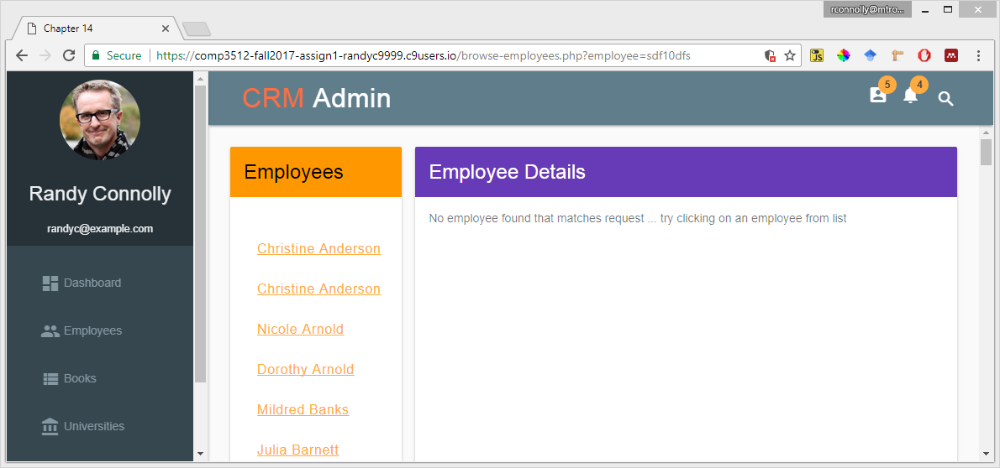 rconnolly@mtro...
Chapter 14
Secure https://comp3512-fall2017-assign1-randyc9999.c9users.io/browse-employees.php?employee=sdf10dfs
JS
CRM Admin
5
4
Randy Connolly
randyc@example.com
Dashboard
Employees
Books
Universities
Employees
Christine Anderson
Christine Anderson
Nicole Arnold
Dorothy Arnold
Mildred Banks
Julia Barnett
Employee Details
No employee found that matches request ... try clicking on an employee from list